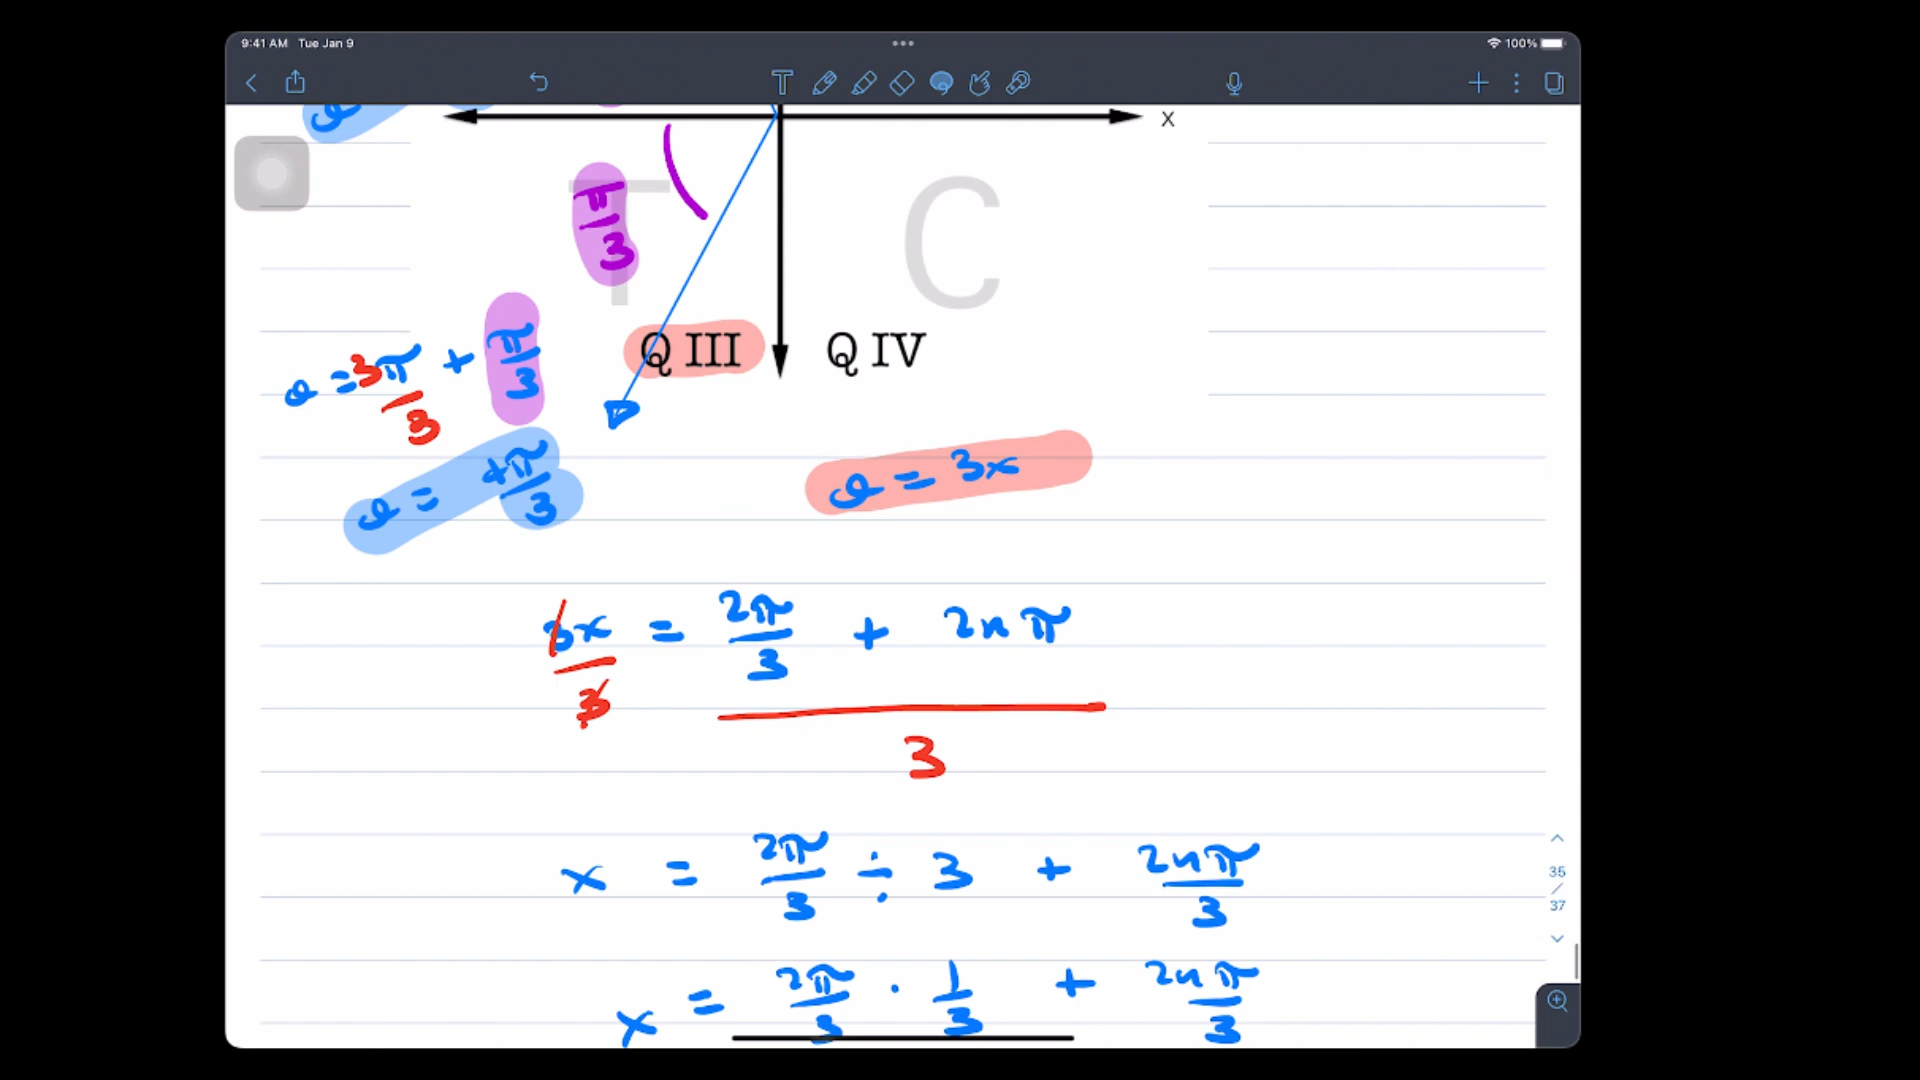 9:41 AM Tue Jan 9
100%
T
x
π/3
T
C
Q III
Q IV
θ = 3π/3 + π/3
θ = 4π/3
θ = 3x
3x/3 = (2π/3 + 2nπ)/3
x = 2π/3 ÷ 3 + 2nπ/3
x = 2π/3 · 1/3 + 2nπ/3
35
/
37